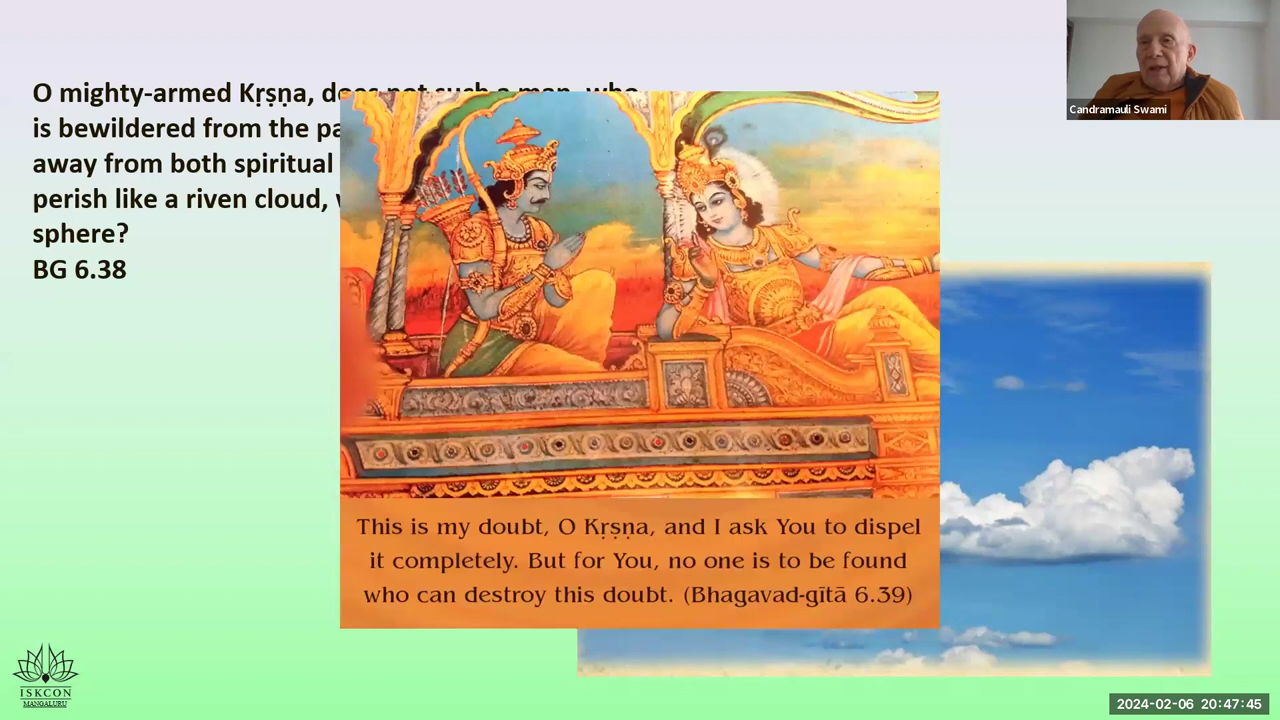 O mighty-armed Kṛṣṇa, does not such a man, who
is bewildered from the
away from both spiritual
perish like a riven cloud,
sphere?
BG 6.38
This is my doubt, O Kṛṣṇa, and I ask You to dispel
it completely. But for You, no one is to be found
who can destroy this doubt. (Bhagavad-gītā 6.39)
Candramauli Swami
ISKCON
MANGALURU
2024-02-06 20:47:45